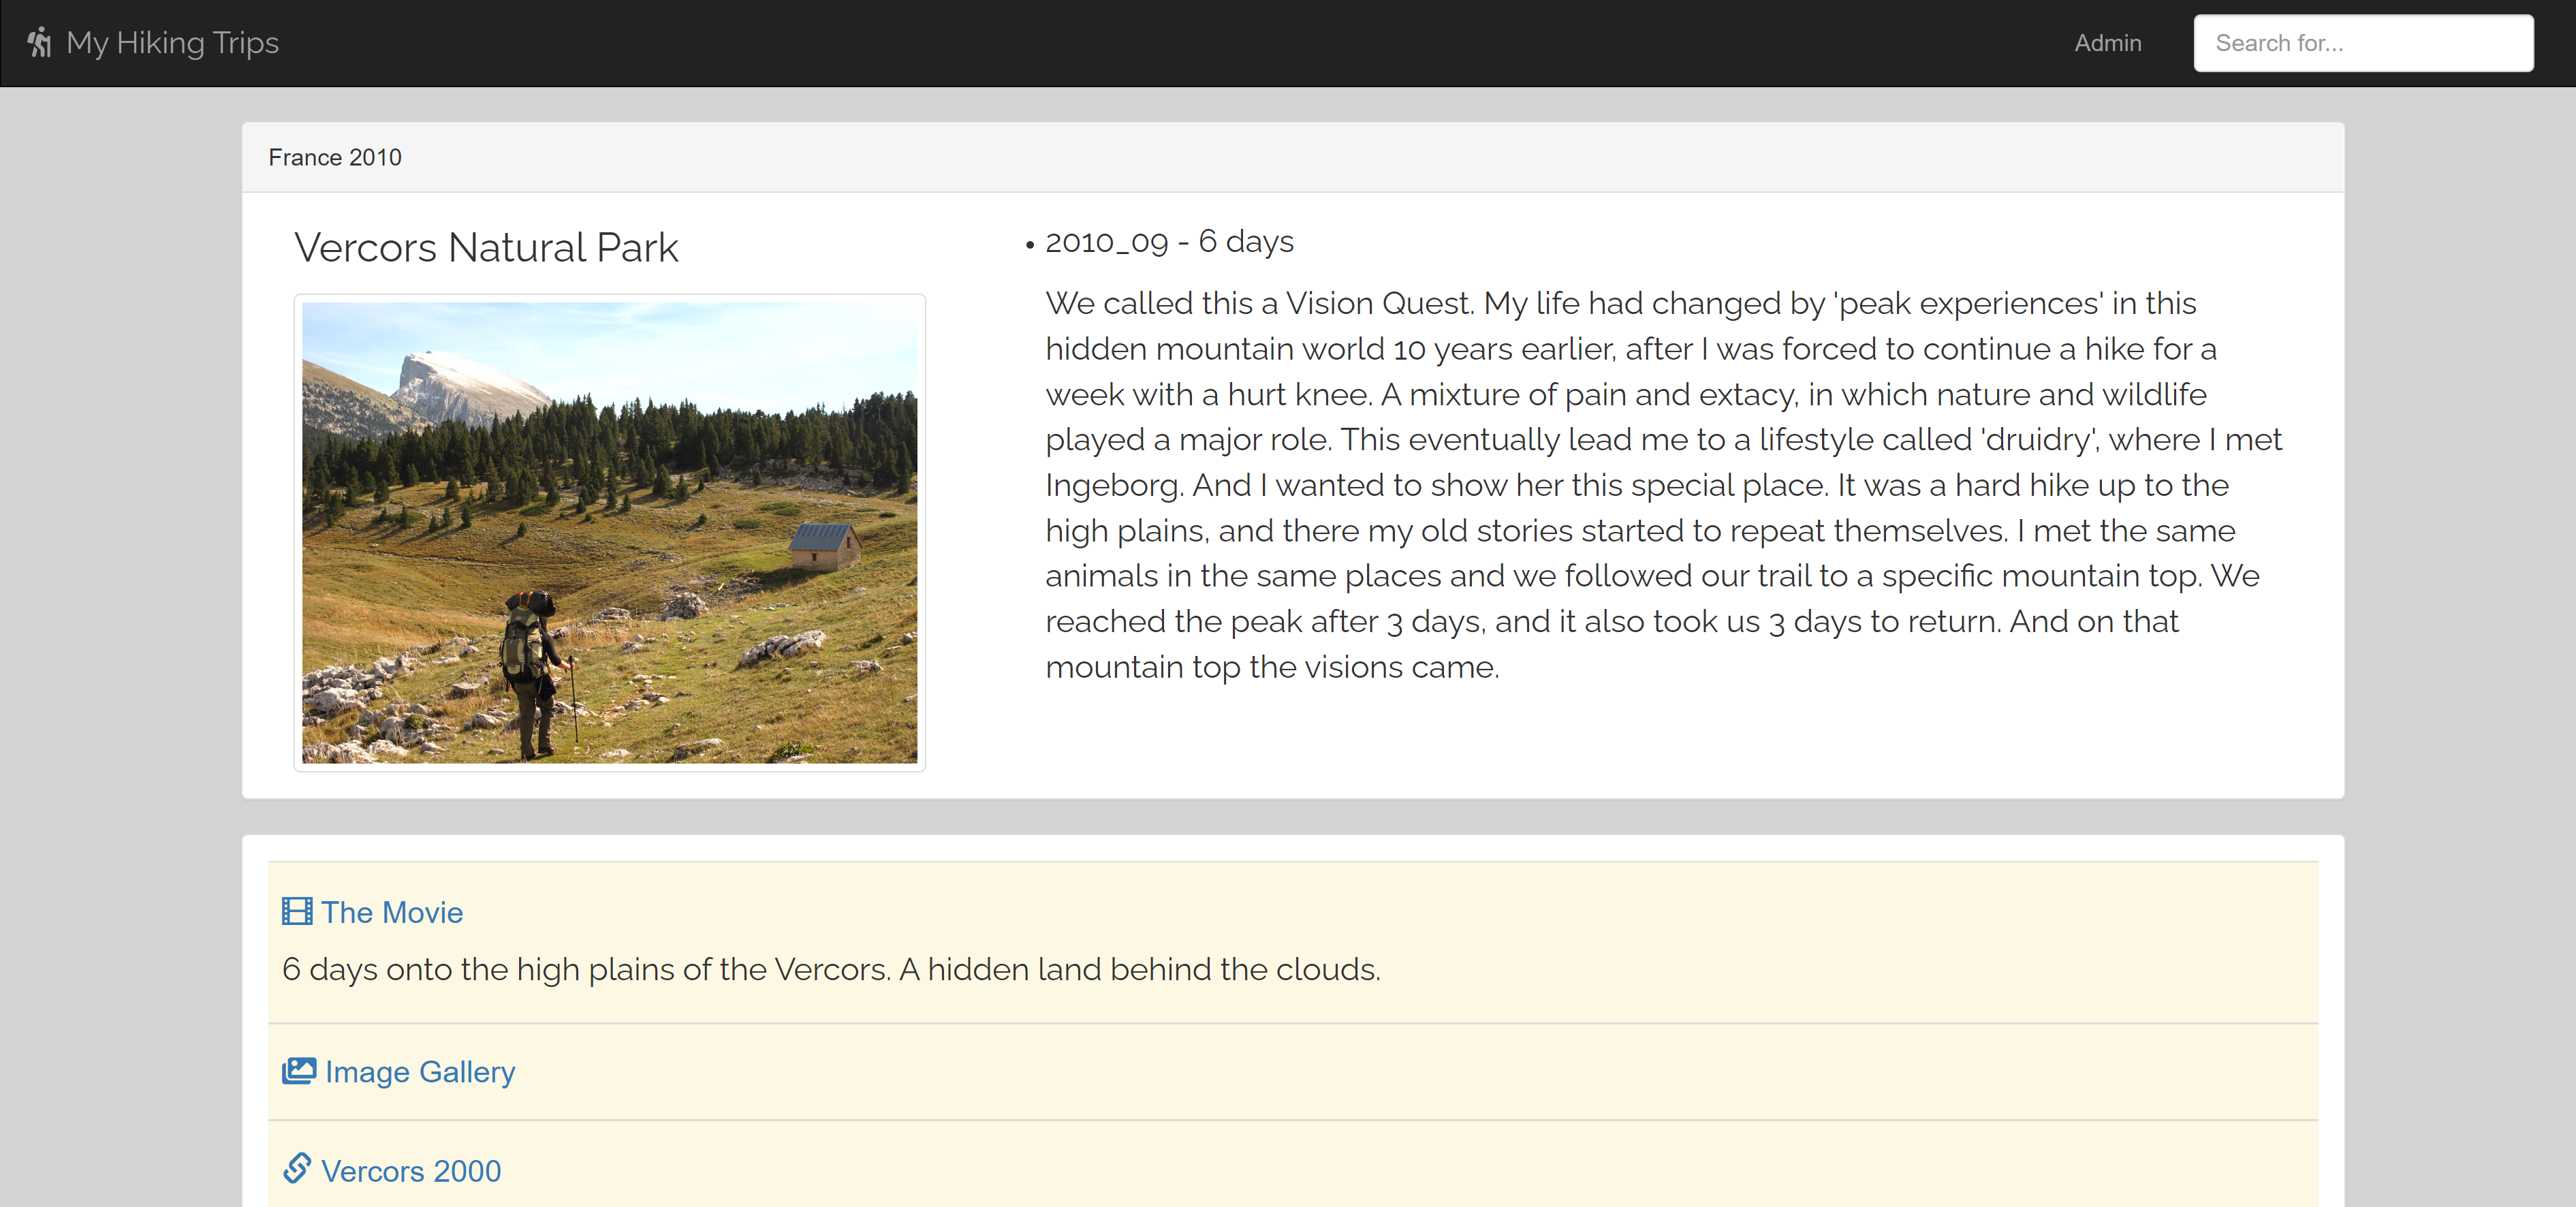 My Hiking Trips
Admin
Search for...
France 2010
Vercors Natural Park
• 2010_09 - 6 days
We called this a Vision Quest. My life had changed by 'peak experiences' in this
hidden mountain world 10 years earlier, after I was forced to continue a hike for a
week with a hurt knee. A mixture of pain and extacy, in which nature and wildlife
played a major role. This eventually lead me to a lifestyle called 'druidry', where I met
Ingeborg. And I wanted to show her this special place. It was a hard hike up to the
high plains, and there my old stories started to repeat themselves. I met the same
animals in the same places and we followed our trail to a specific mountain top. We
reached the peak after 3 days, and it also took us 3 days to return. And on that
mountain top the visions came.
The Movie
6 days onto the high plains of the Vercors. A hidden land behind the clouds.
Image Gallery
Vercors 2000